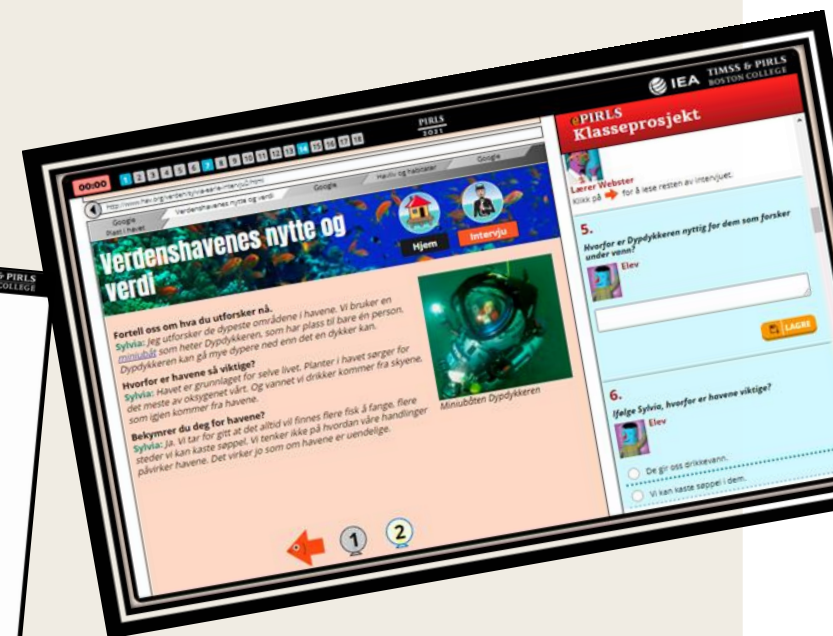 & PIRLS
COLLEGE
IEA
TIMSS & PIRLS
BOSTON COLLEGE
PIRLS
2021
00:00
1 2 3 4 5 6 7 8 9 10 11 12 13 14 15 16 17 18
Google
Plast i havet
Verdenshavenes nytte og verdi
Google
Havliv og habitater
Google
Verdenshavenes nytte og
verdi
Hjem
Intervju
Fortell oss om hva du utforsker nå.
Sylvia: Jeg utforsker de dypeste områdene i havene. Vi bruker en
miniubåt som heter Dypdykkeren, som har plass til bare én person.
Dypdykkeren kan gå mye dypere ned enn det en dykker kan.
Hvorfor er havene så viktige?
Sylvia: Havet er grunnlaget for selve livet. Planter i havet sørger for
det meste av oksygenet vårt. Og vannet vi drikker kommer fra skyene,
som igjen kommer fra havene.
Bekymrer du deg for havene?
Sylvia: Ja. Vi tar for gitt at det alltid vil finnes flere fisk å fange, flere
steder vi kan kaste søppel. Vi tenker ikke på hvordan våre handlinger
påvirker havene. Det virker jo som om havene er uendelige.
Miniubåten Dypdykkeren
1
2
ePIRLS
Klasseprosjekt
Lærer Webster
Klikk på for å lese resten av intervjuet.
5.
Hvorfor er Dypdykkeren nyttig for dem som forsker
under vann?
Elev
LAGRE
6.
Ifølge Sylvia, hvorfor er havene viktige?
Elev
De gir oss drikkevann.
Vi kan kaste søppel i dem.